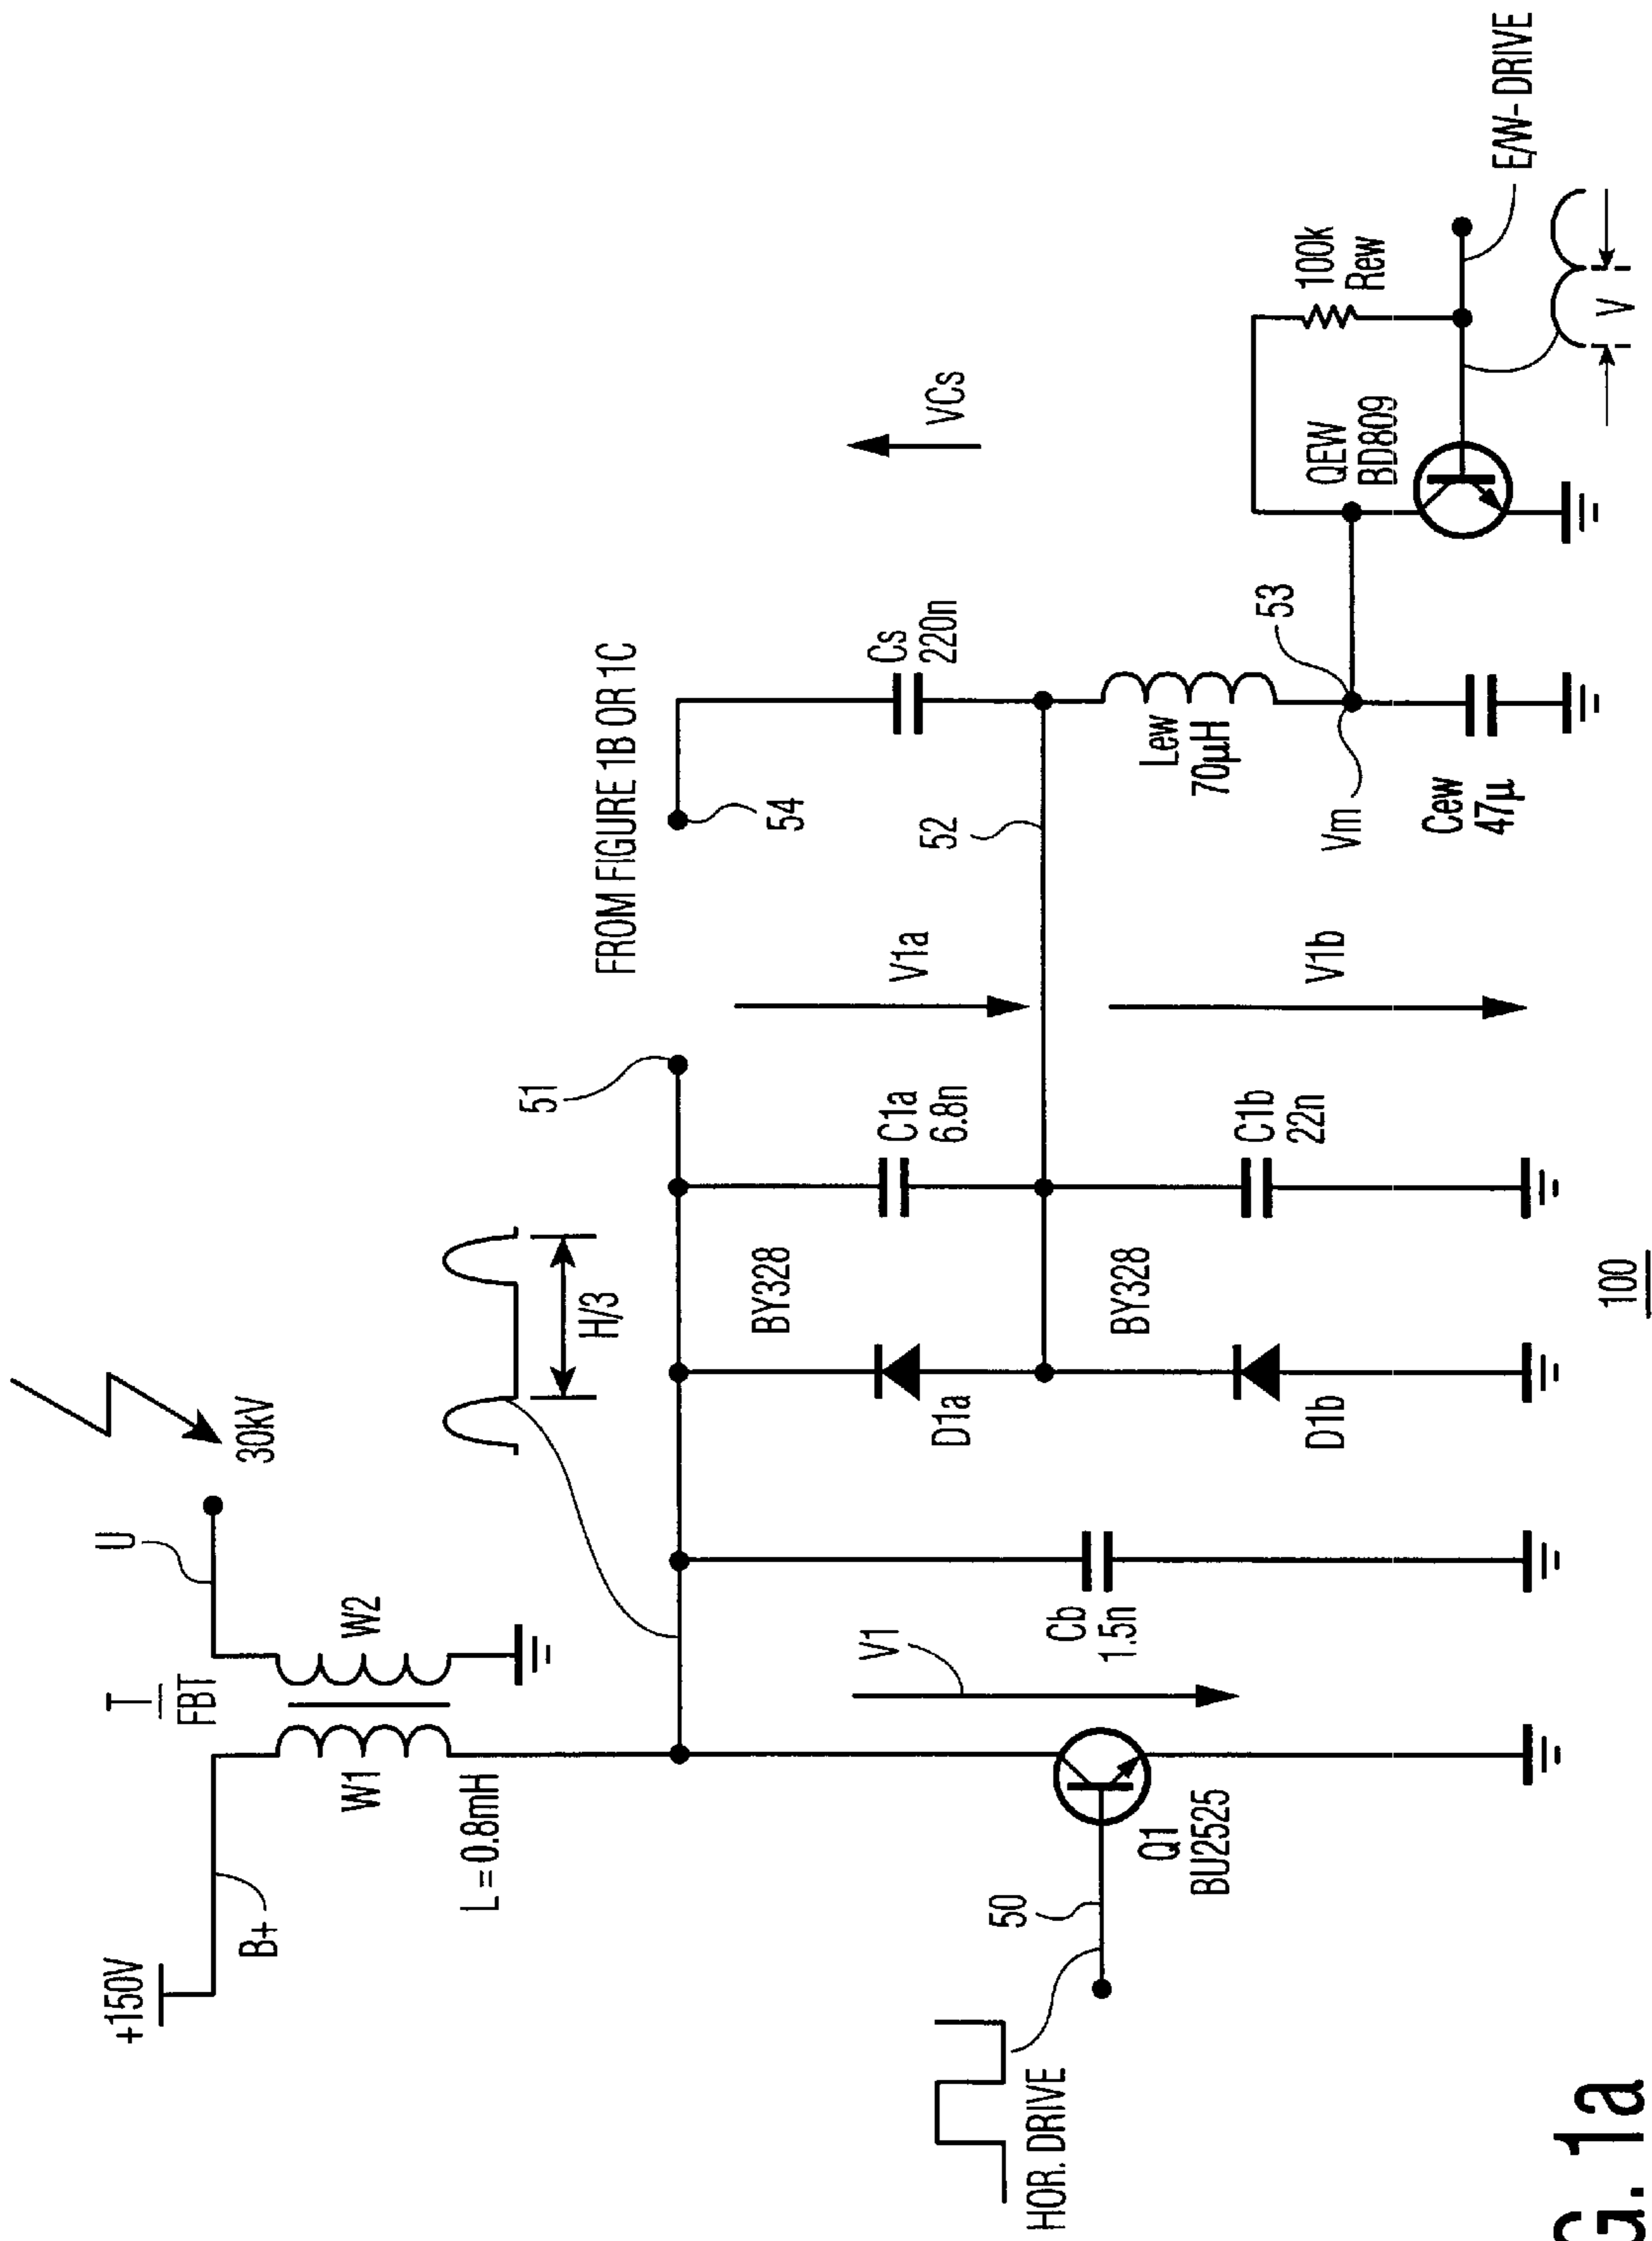 +150V
B+
T
FBT
W1
W2
L = 0.8mH
U
30kV
H/3
51
FROM FIGURE 1B OR 1C
54
VCs
HOR. DRIVE
50
Q1
BU2525
V1
Cb
1.5n
D1a
BY328
D1b
BY328
C1a
6.8n
C1b
22n
V1a
V1b
52
Cs
220n
Lew
70µH
53
Vm
Cew
47µ
QEW
BD809
100k
Rew
E/W-DRIVE
V
100
G. 1a